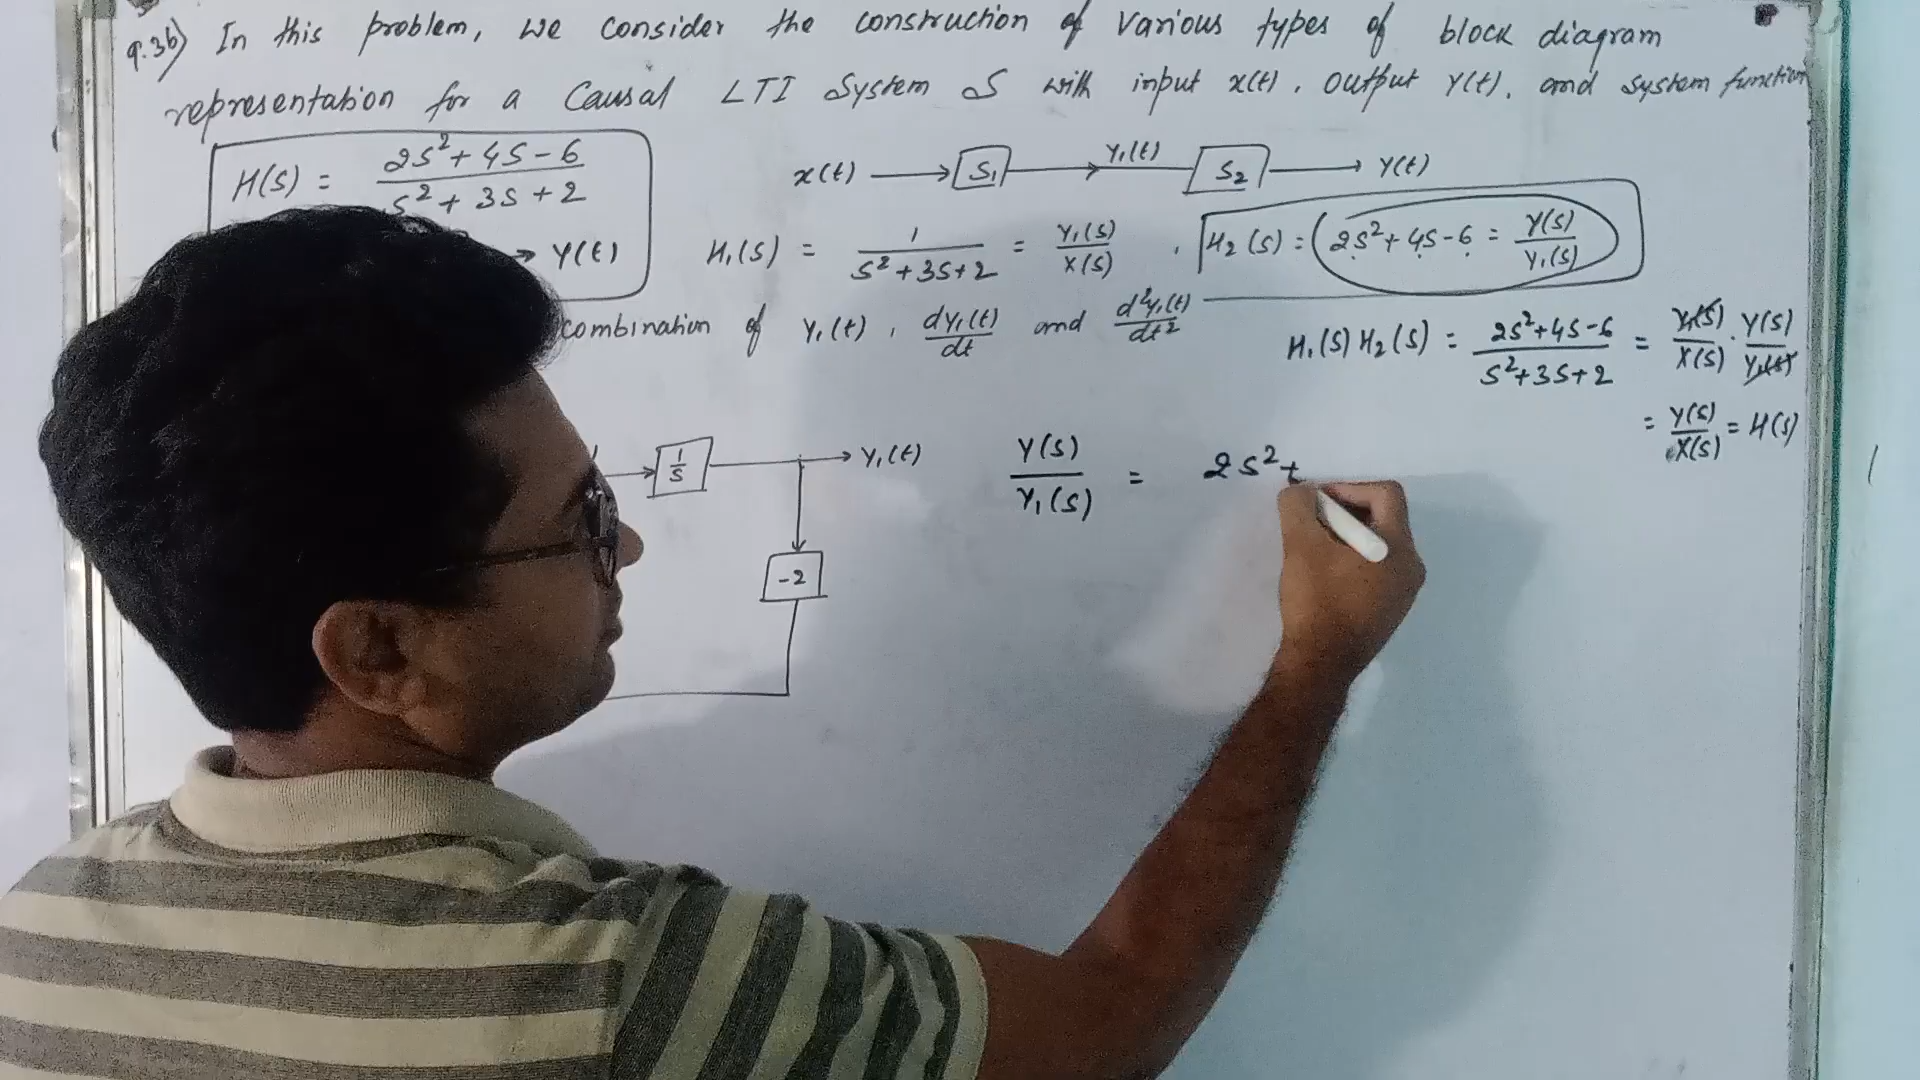 9.36) In this problem, we consider the construction of various types of block diagram
representation for a Causal LTI System S with input x(t), output Y(t), and system function
H(S) = 2S²+4S-6 / S²+3S+2
x(t) → S₁ → Y₁(t) → S₂ → Y(t)
→ Y(t)
H₁(S) = 1 / S²+3S+2 = Y₁(S) / X(S) , H₂(S) = 2S²+4S-6 = Y(S) / Y₁(S)
combination of Y₁(t), dY₁(t)/dt and d²Y₁(t)/dt²
H₁(S) H₂(S) = 2S²+4S-6 / S²+3S+2 = Y₁(S)/X(S) · Y(S)/Y₁(S)
= Y(S)/X(S) = H(S)
1/S → Y₁(t)
Y(S) / Y₁(S) = 2S²+
-2